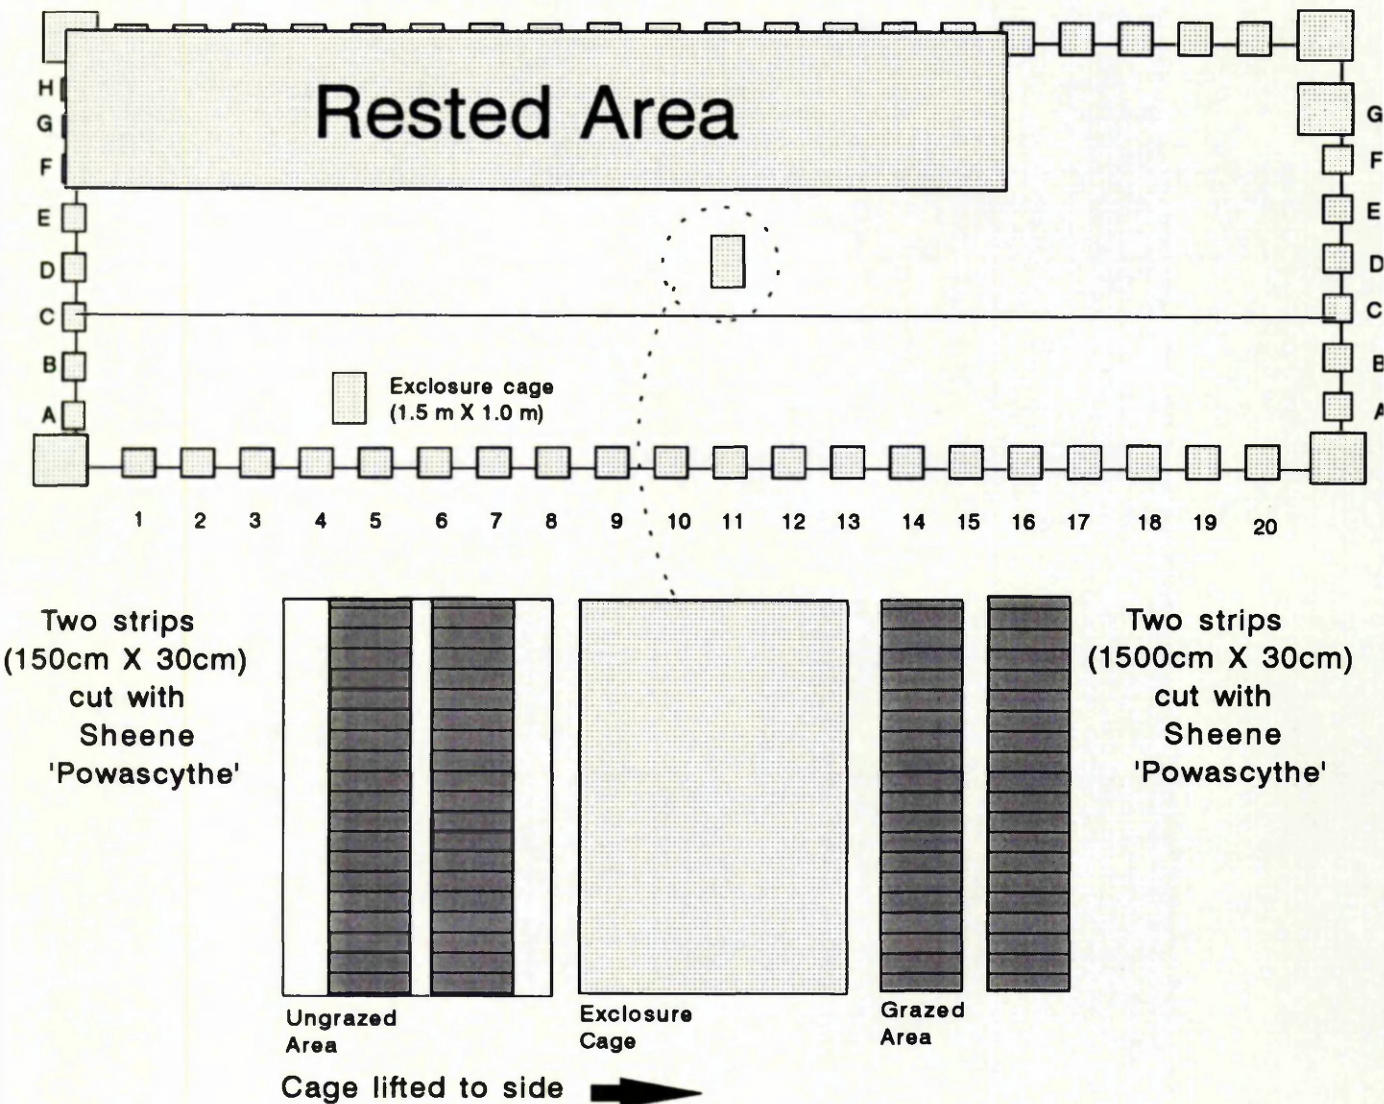 Rested Area
H
G
F
E
D
C
B
A
G
F
E
D
C
B
A
Exclosure cage
(1.5 m X 1.0 m)
1 2 3 4 5 6 7 8 9 10 11 12 13 14 15 16 17 18 19 20
Two strips
(150cm X 30cm)
cut with
Sheene
'Powascythe'
Two strips
(1500cm X 30cm)
cut with
Sheene
'Powascythe'
Ungrazed
Area
Exclosure
Cage
Grazed
Area
Cage lifted to side